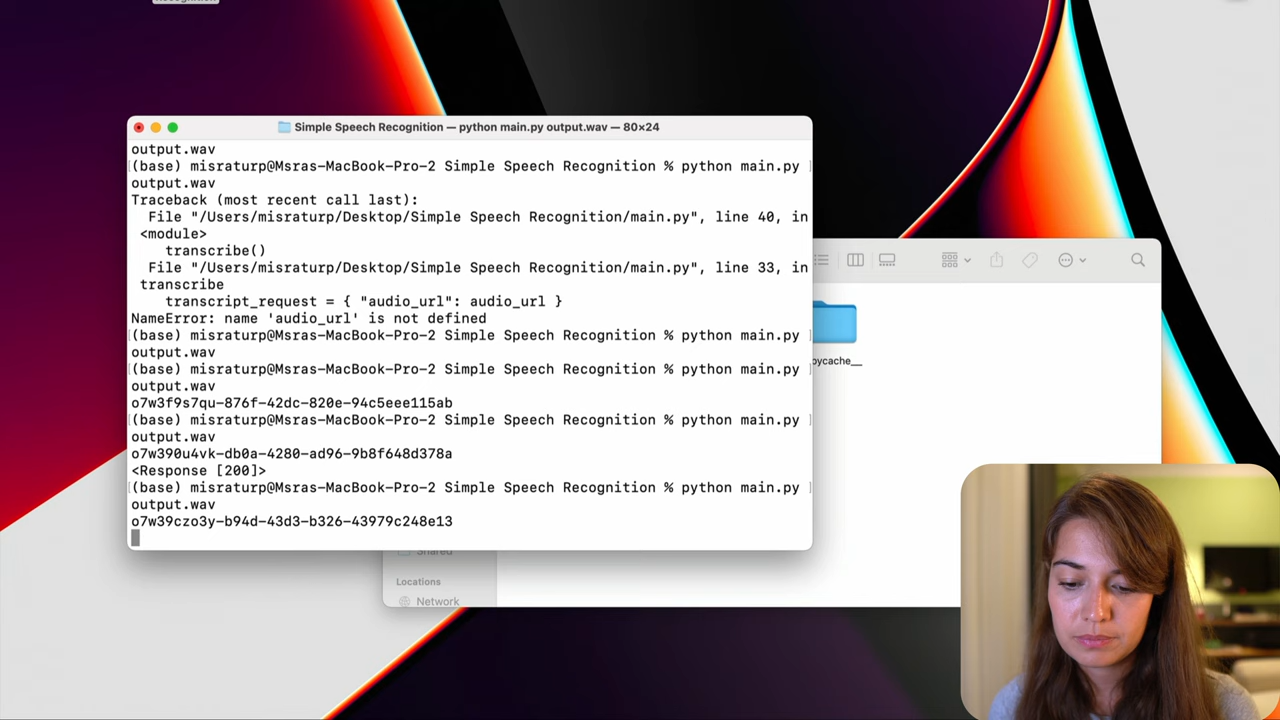 Recognition
Simple Speech Recognition — python main.py output.wav — 80×24
output.wav
(base) misraturp@Msras-MacBook-Pro-2 Simple Speech Recognition % python main.py
output.wav
Traceback (most recent call last):
File "/Users/misraturp/Desktop/Simple Speech Recognition/main.py", line 40, in
<module>
transcribe()
File "/Users/misraturp/Desktop/Simple Speech Recognition/main.py", line 33, in
transcribe
transcript_request = { "audio_url": audio_url }
NameError: name 'audio_url' is not defined
(base) misraturp@Msras-MacBook-Pro-2 Simple Speech Recognition % python main.py
output.wav
(base) misraturp@Msras-MacBook-Pro-2 Simple Speech Recognition % python main.py
output.wav
o7w3f9s7qu-876f-42dc-820e-94c5eee115ab
(base) misraturp@Msras-MacBook-Pro-2 Simple Speech Recognition % python main.py
output.wav
o7w390u4vk-db0a-4280-ad96-9b8f648d378a
<Response [200]>
(base) misraturp@Msras-MacBook-Pro-2 Simple Speech Recognition % python main.py
output.wav
o7w39czo3y-b94d-43d3-b326-43979c248e13
pycache__
Shared
Locations
Network